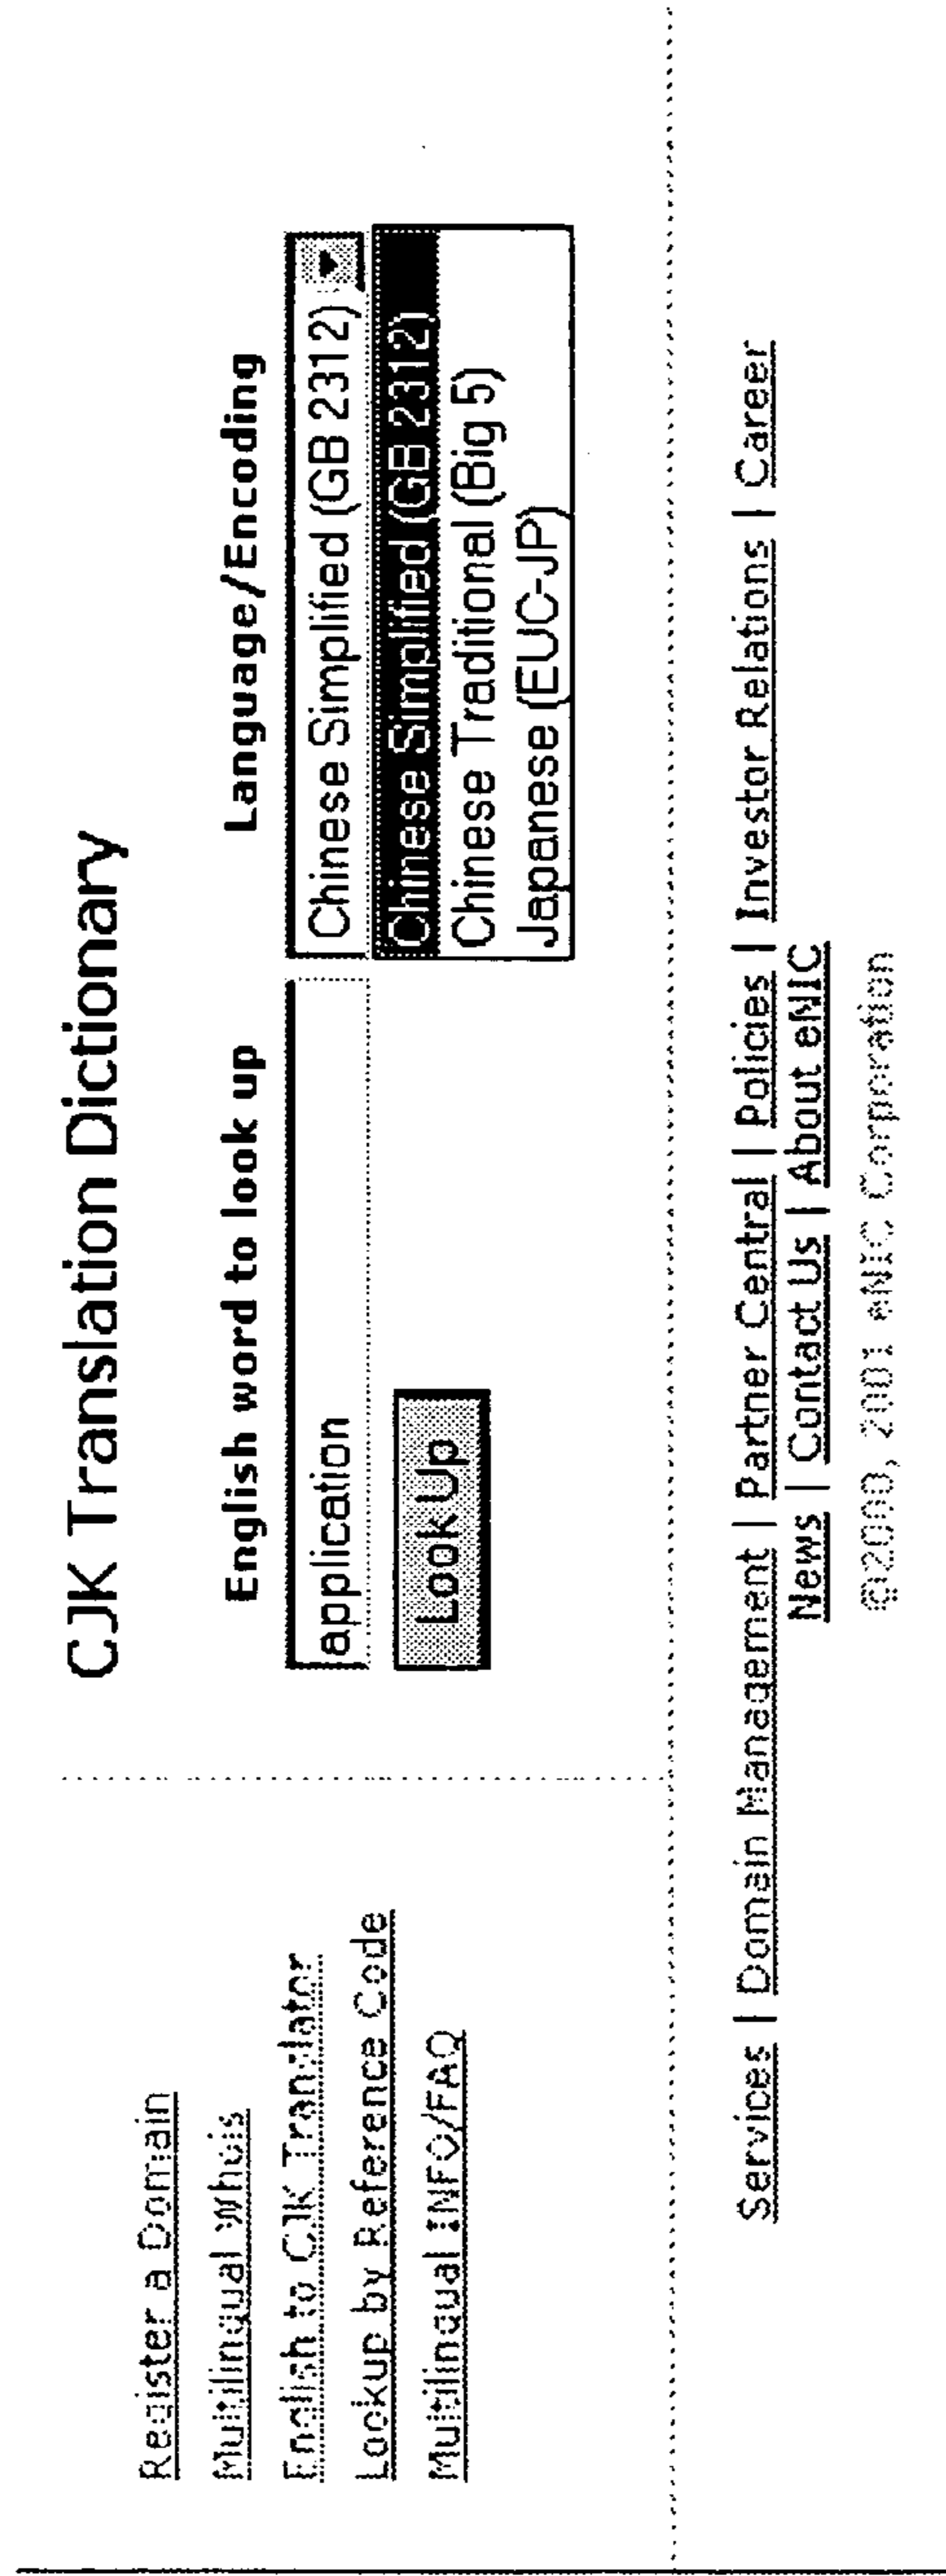 CJK Translation Dictionary
Register a Domain
Multilingual Whois
English to CJK Translator
Lookup by Reference Code
Multilingual INFO/FAQ
English word to look up
Language/Encoding
application
Chinese Simplified (GB 2312)
Look Up
Chinese Simplified (GB 2312)
Chinese Traditional (Big 5)
Japanese (EUC-JP)
Services | Domain Management | Partner Central | Policies | Investor Relations | Career
News | Contact Us | About eNIC
©2000, 2001 eNIC Corporation